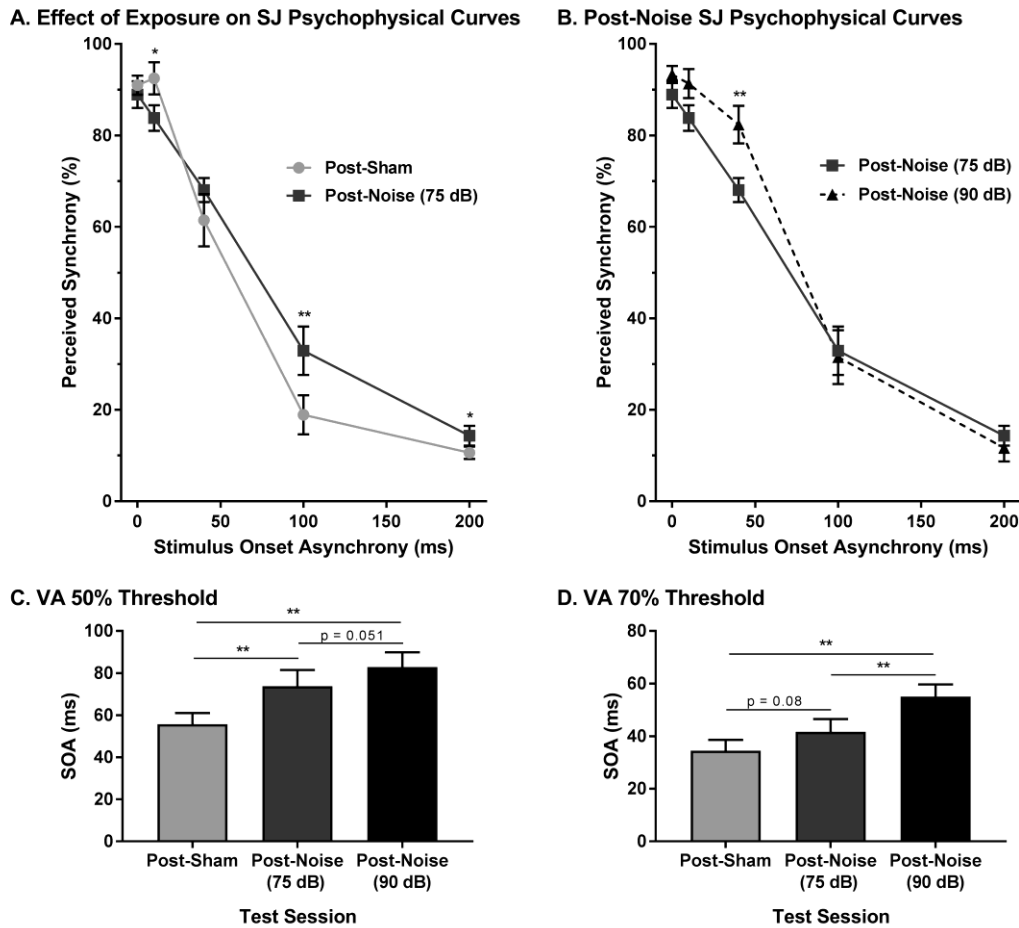 A. Effect of Exposure on SJ Psychophysical Curves
100
80
60
40
20
0
Perceived Synchrony (%)
*
**
*
Post-Sham
Post-Noise (75 dB)
0 50 100 150 200
Stimulus Onset Asynchrony (ms)
B. Post-Noise SJ Psychophysical Curves
100
80
60
40
20
0
Perceived Synchrony (%)
**
Post-Noise (75 dB)
Post-Noise (90 dB)
0 50 100 150 200
Stimulus Onset Asynchrony (ms)
C. VA 50% Threshold
100
80
60
40
20
0
SOA (ms)
**
p = 0.051
**
Post-Sham Post-Noise Post-Noise
(75 dB) (90 dB)
Test Session
D. VA 70% Threshold
80
60
40
20
0
SOA (ms)
**
**
p = 0.08
Post-Sham Post-Noise Post-Noise
(75 dB) (90 dB)
Test Session